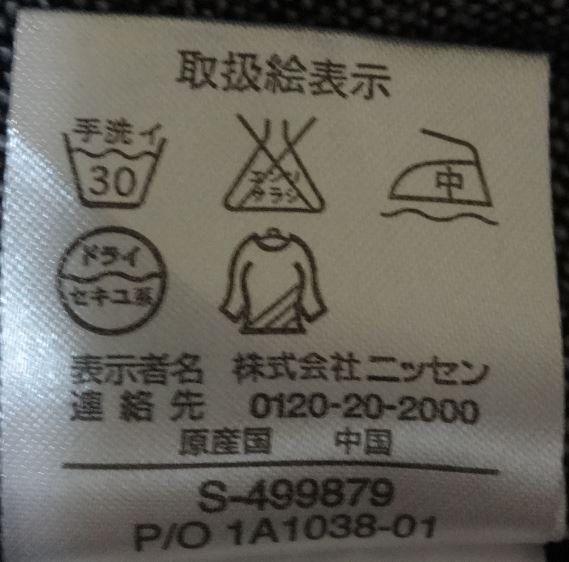 取扱絵表示
手洗イ
30
エンソ
サラシ
中
ドライ
セキユ系
表示者名 株式会社ニッセン
連絡先 0120-20-2000
原産国 中国
S-499879
P/O 1A1038-01